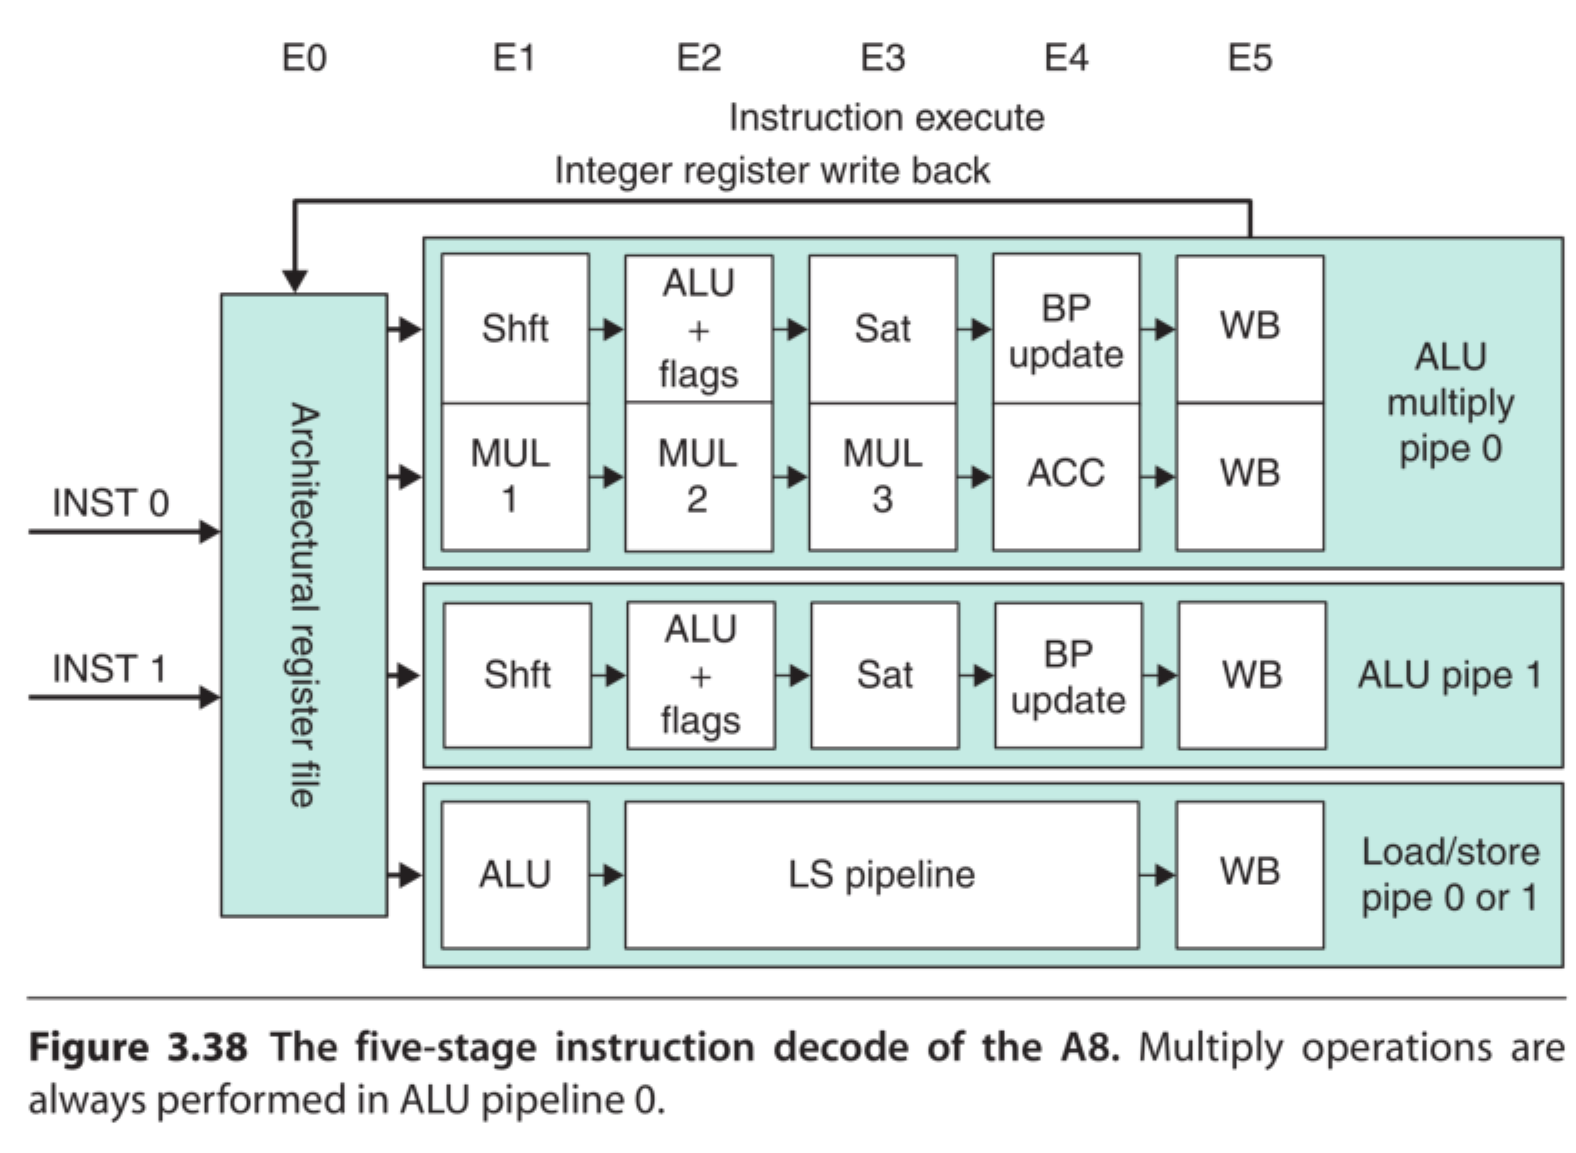 E0 E1 E2 E3 E4 E5
Instruction execute
Integer register write back
INST 0
INST 1
Architectural register file
Shft
ALU
+
flags
Sat
BP
update
WB
MUL
1
MUL
2
MUL
3
ACC
WB
ALU
multiply
pipe 0
Shft
ALU
+
flags
Sat
BP
update
WB
ALU pipe 1
ALU
LS pipeline
WB
Load/store
pipe 0 or 1
Figure 3.38 The five-stage instruction decode of the A8. Multiply operations are
always performed in ALU pipeline 0.